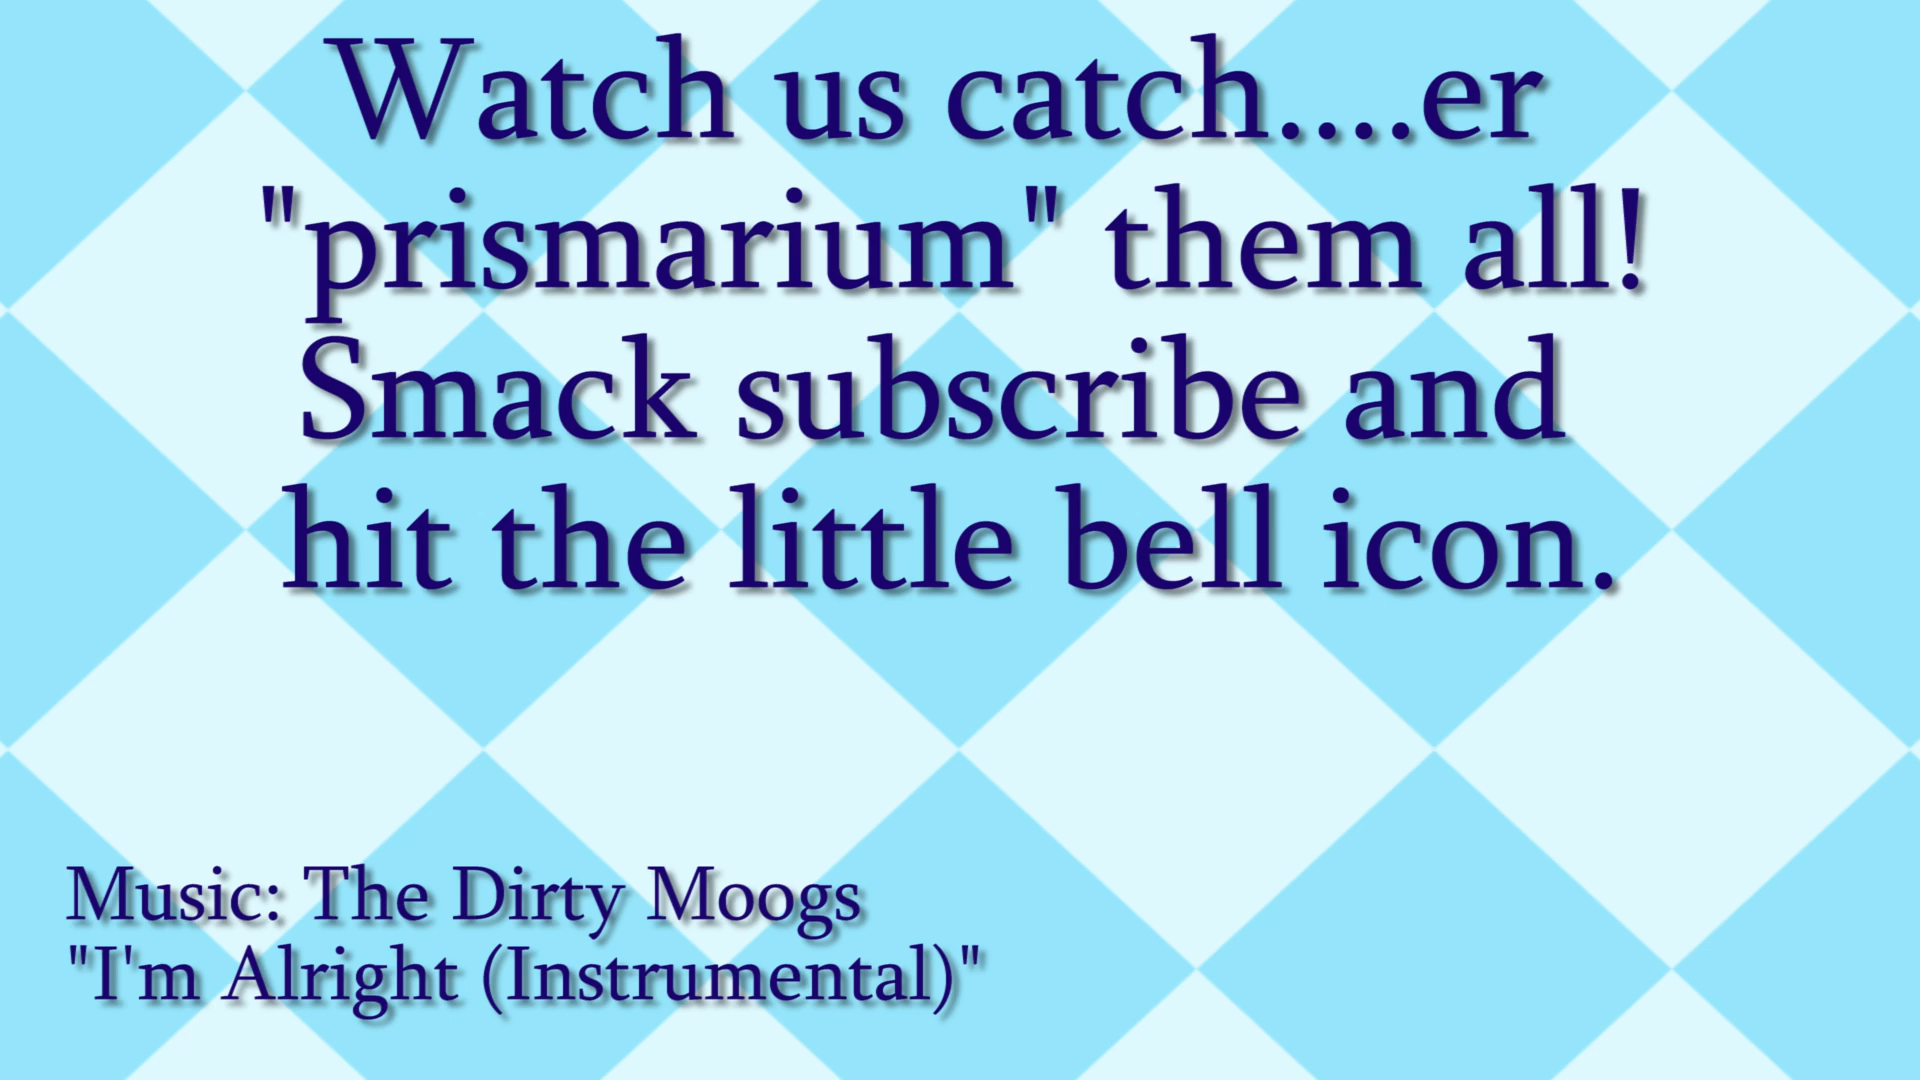 Watch us catch....er
"prismarium" them all!
Smack subscribe and
hit the little bell icon.
Music: The Dirty Moogs
"I'm Alright (Instrumental)"